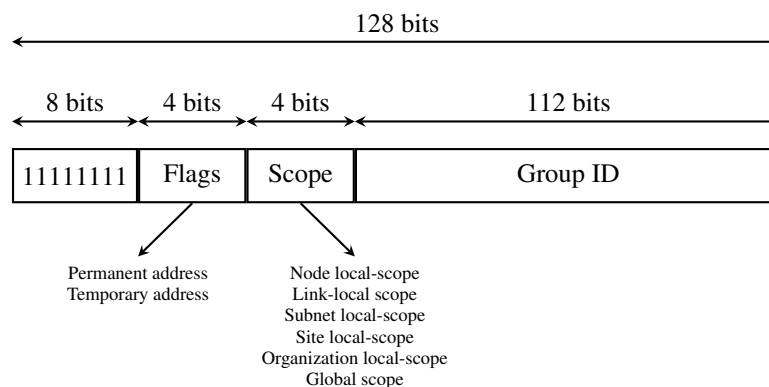 128 bits
8 bits 4 bits 4 bits 112 bits
11111111 Flags Scope Group ID
Permanent address
Temporary address
Node local-scope
Link-local scope
Subnet local-scope
Site local-scope
Organization local-scope
Global scope